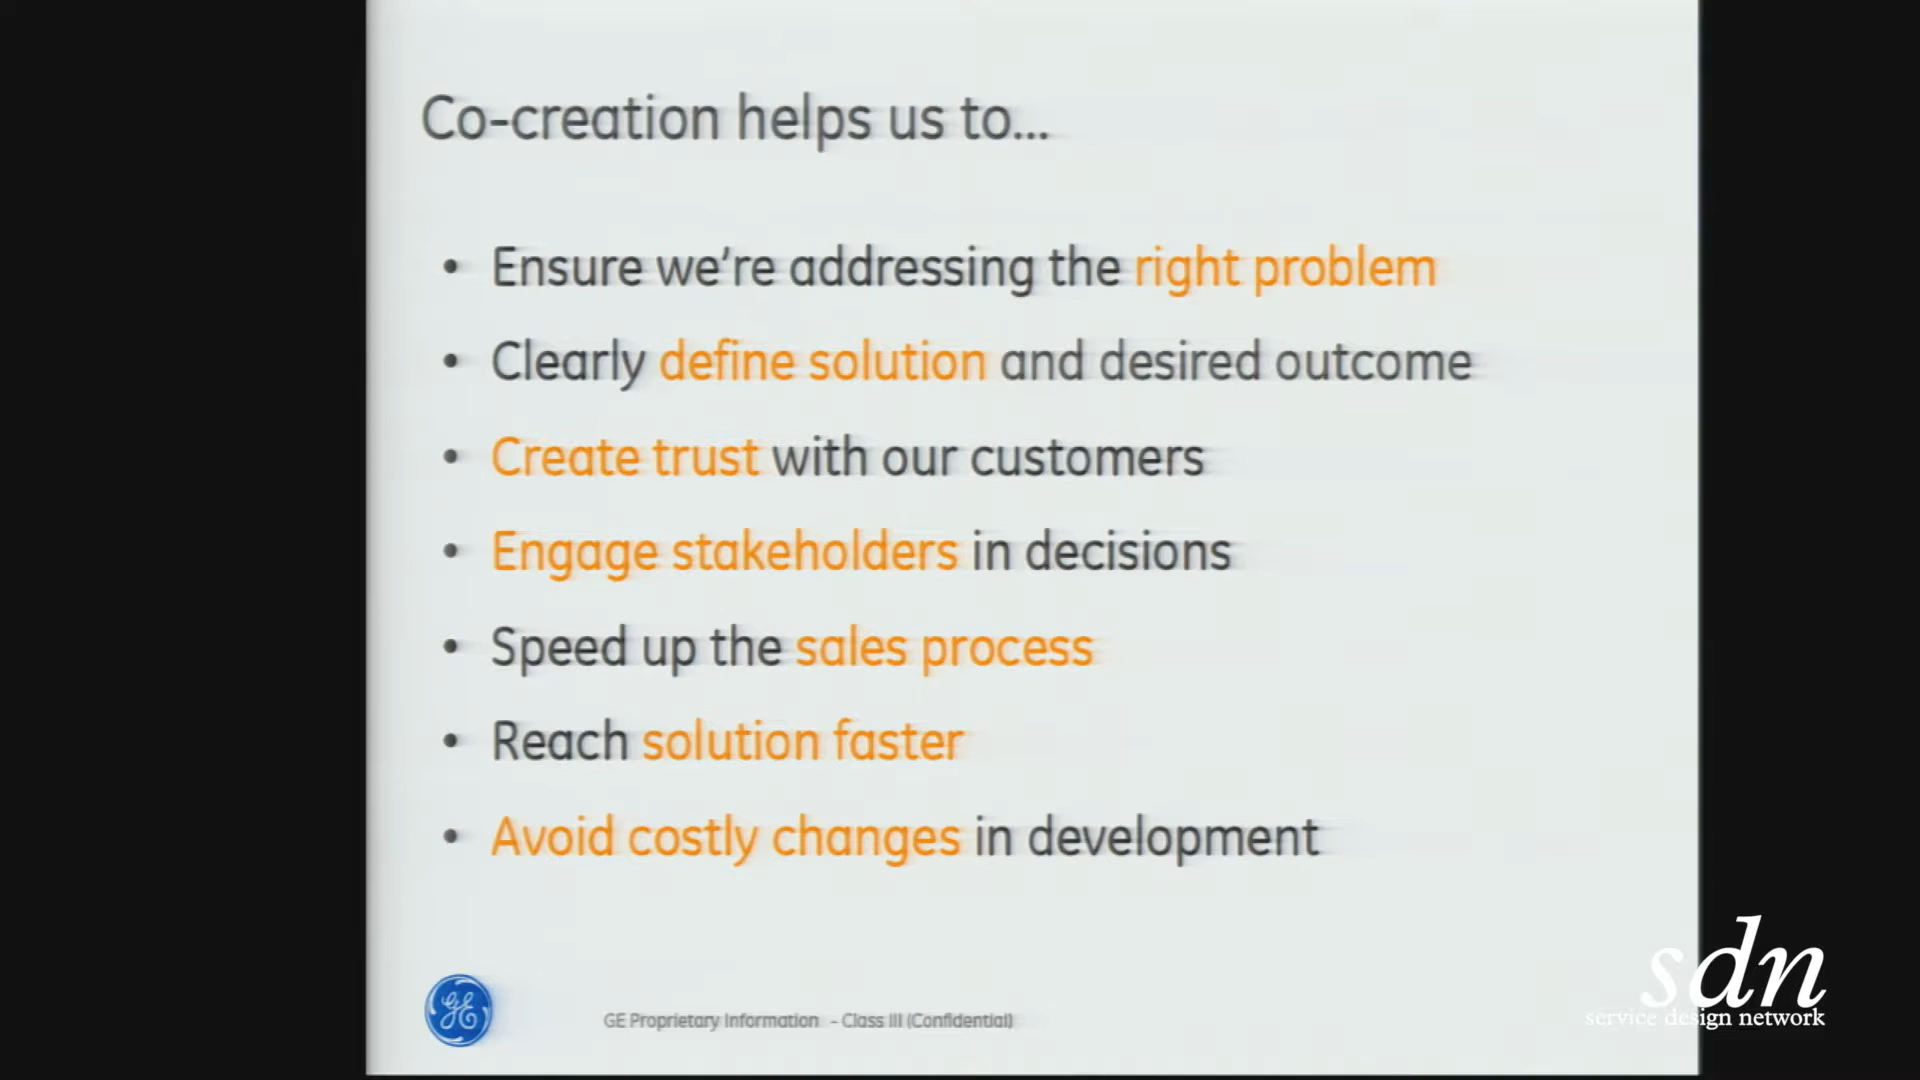 Co-creation helps us to...
• Ensure we're addressing the right problem
• Clearly define solution and desired outcome
• Create trust with our customers
• Engage stakeholders in decisions
• Speed up the sales process
• Reach solution faster
• Avoid costly changes in development
GE
GE Proprietary Information - Class III (Confidential)
sdn
service design network